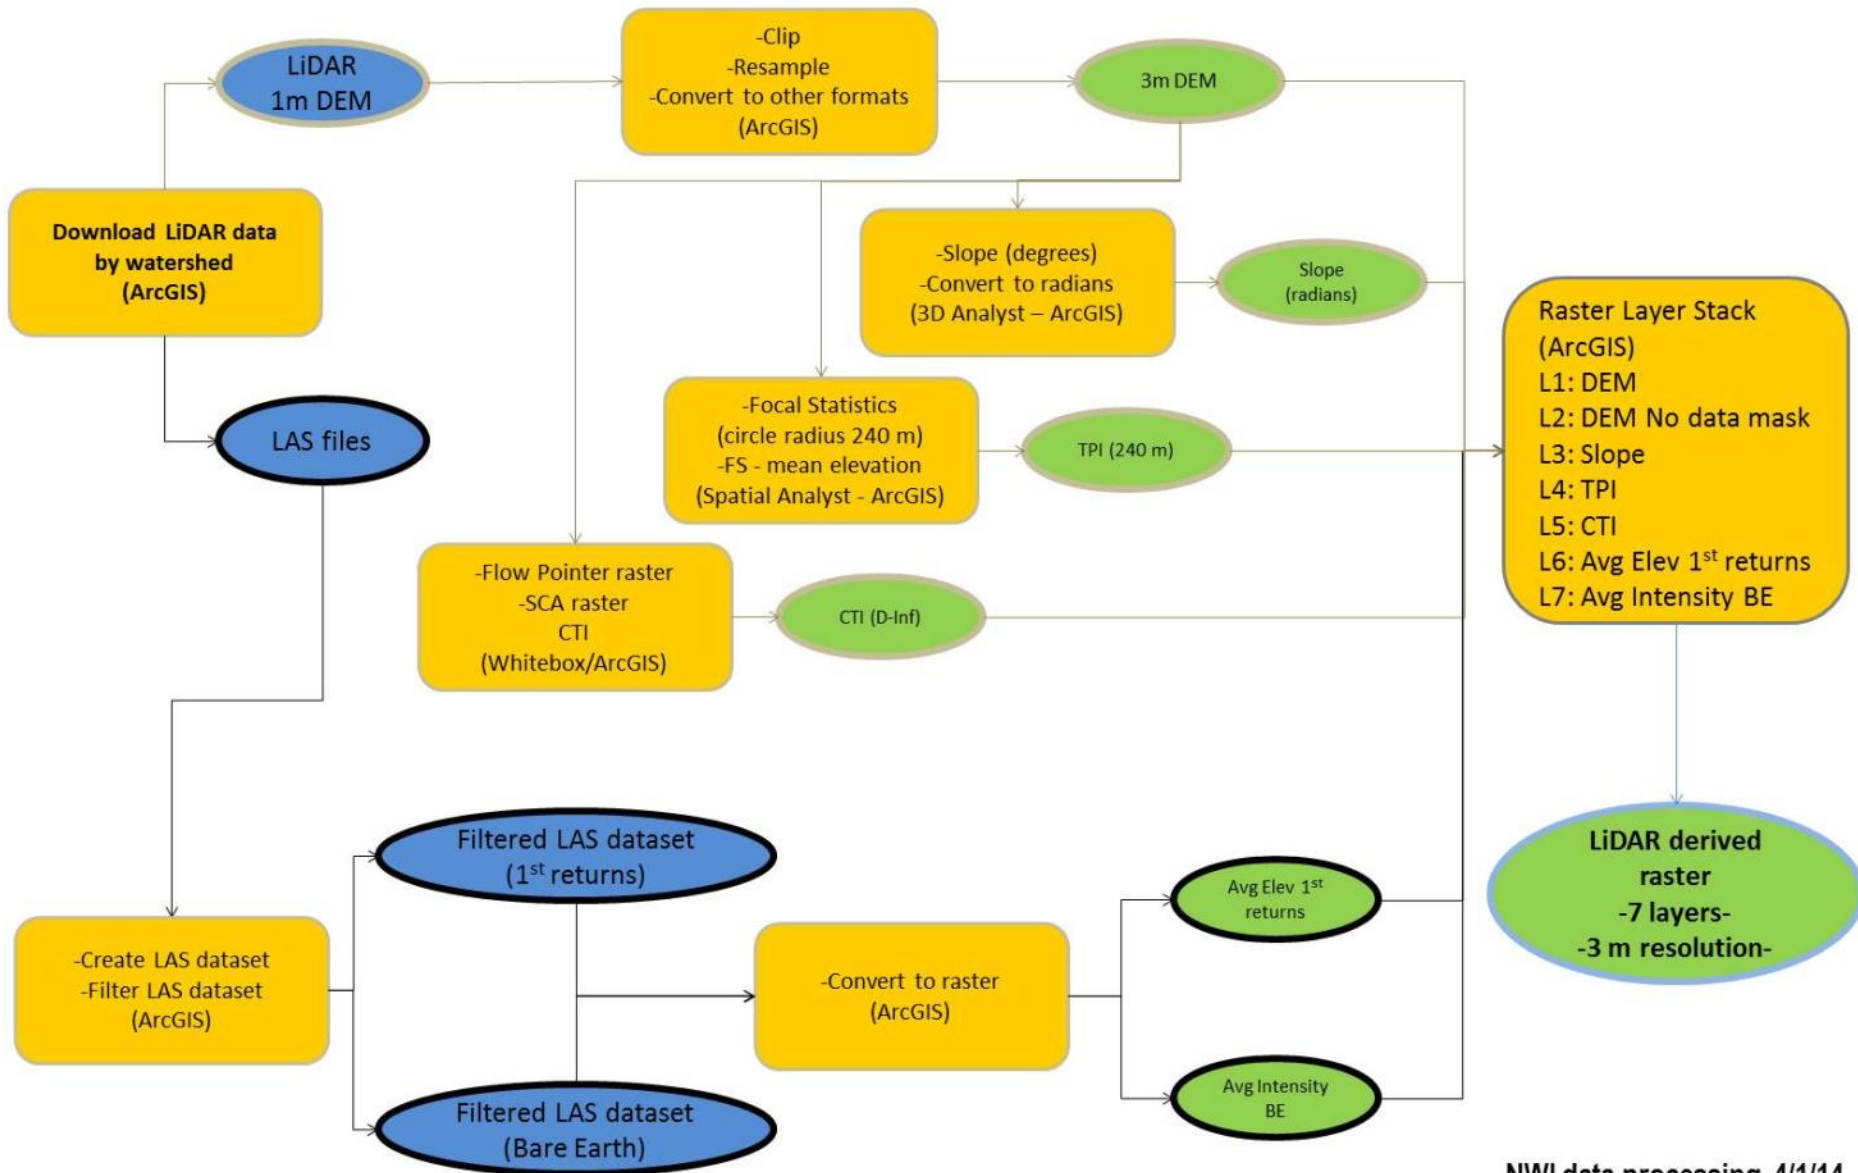 LiDAR
1m DEM
-Clip
-Resample
-Convert to other formats
(ArcGIS)
3m DEM
Download LiDAR data
by watershed
(ArcGIS)
-Slope (degrees)
-Convert to radians
(3D Analyst – ArcGIS)
Slope
(radians)
Raster Layer Stack
(ArcGIS)
L1: DEM
L2: DEM No data mask
L3: Slope
L4: TPI
L5: CTI
L6: Avg Elev 1st returns
L7: Avg Intensity BE
LAS files
-Focal Statistics
(circle radius 240 m)
-FS - mean elevation
(Spatial Analyst - ArcGIS)
TPI (240 m)
-Flow Pointer raster
-SCA raster
CTI
(Whitebox/ArcGIS)
CTI (D-Inf)
Filtered LAS dataset
(1st returns)
Avg Elev 1st
returns
LiDAR derived
raster
-7 layers-
-3 m resolution-
-Create LAS dataset
-Filter LAS dataset
(ArcGIS)
-Convert to raster
(ArcGIS)
Filtered LAS dataset
(Bare Earth)
Avg Intensity
BE
NWI data processing 4/1/14